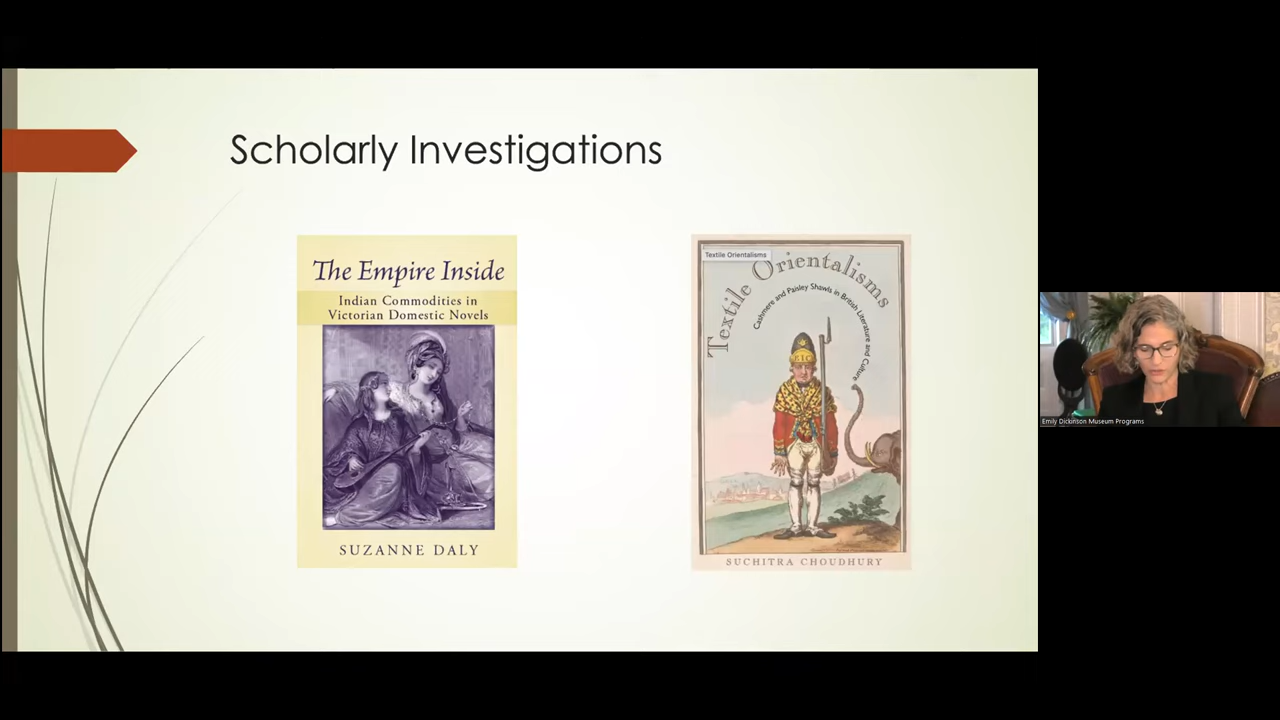 Scholarly Investigations
The Empire Inside
Indian Commodities in
Victorian Domestic Novels
SUZANNE DALY
Textile Orientalisms
Textile Orientalisms
Cashmere and Paisley Shawls in British Literature and Culture
SUCHITRA CHOUDHURY
Emily Dickinson Museum Programs